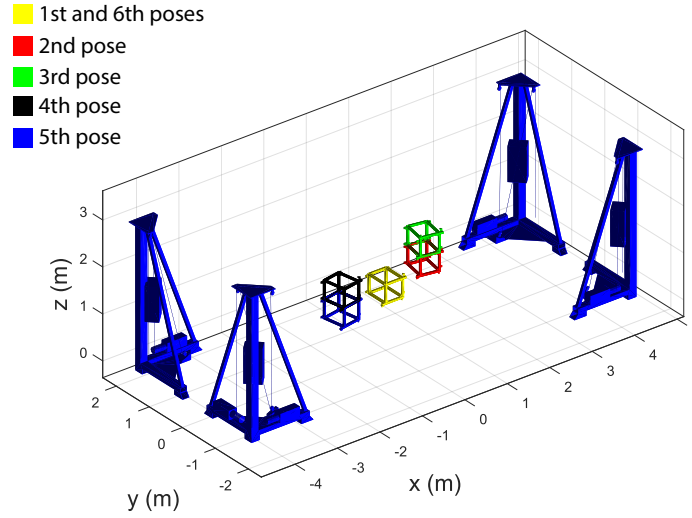 1st and 6th poses
2nd pose
3rd pose
4th pose
5th pose
3
2
1
0
z (m)
2
1
0
-1
-2
y (m)
-4
-3
-2
-1
0
1
2
3
4
x (m)